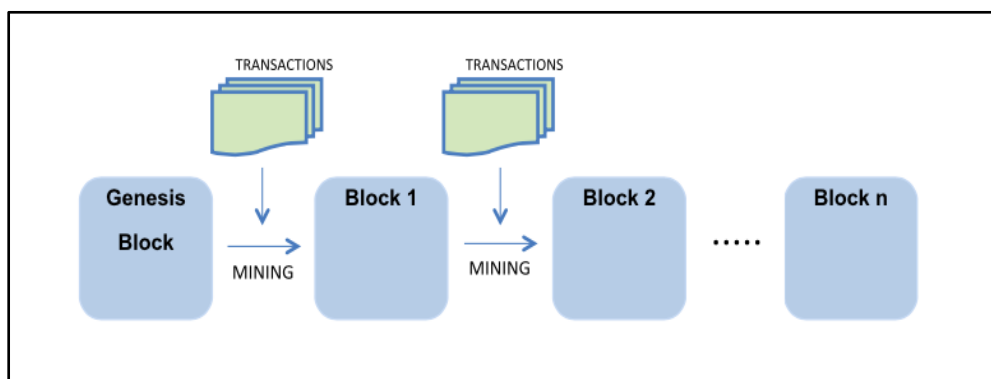 TRANSACTIONS
TRANSACTIONS
Genesis
Block
Block 1
Block 2
.....
Block n
MINING
MINING